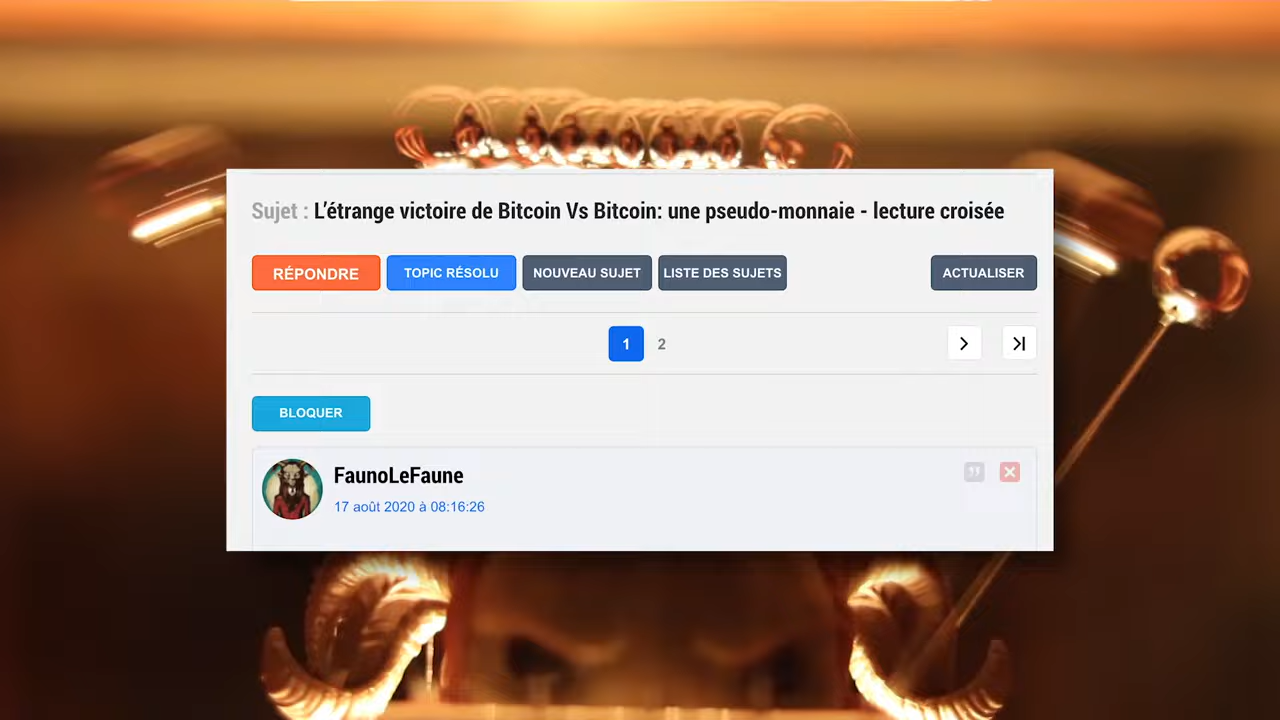 Sujet : L’étrange victoire de Bitcoin Vs Bitcoin: une pseudo-monnaie - lecture croisée
RÉPONDRE TOPIC RÉSOLU NOUVEAU SUJET LISTE DES SUJETS ACTUALISER
1 2
BLOQUER
FaunoLeFaune
17 août 2020 à 08:16:26